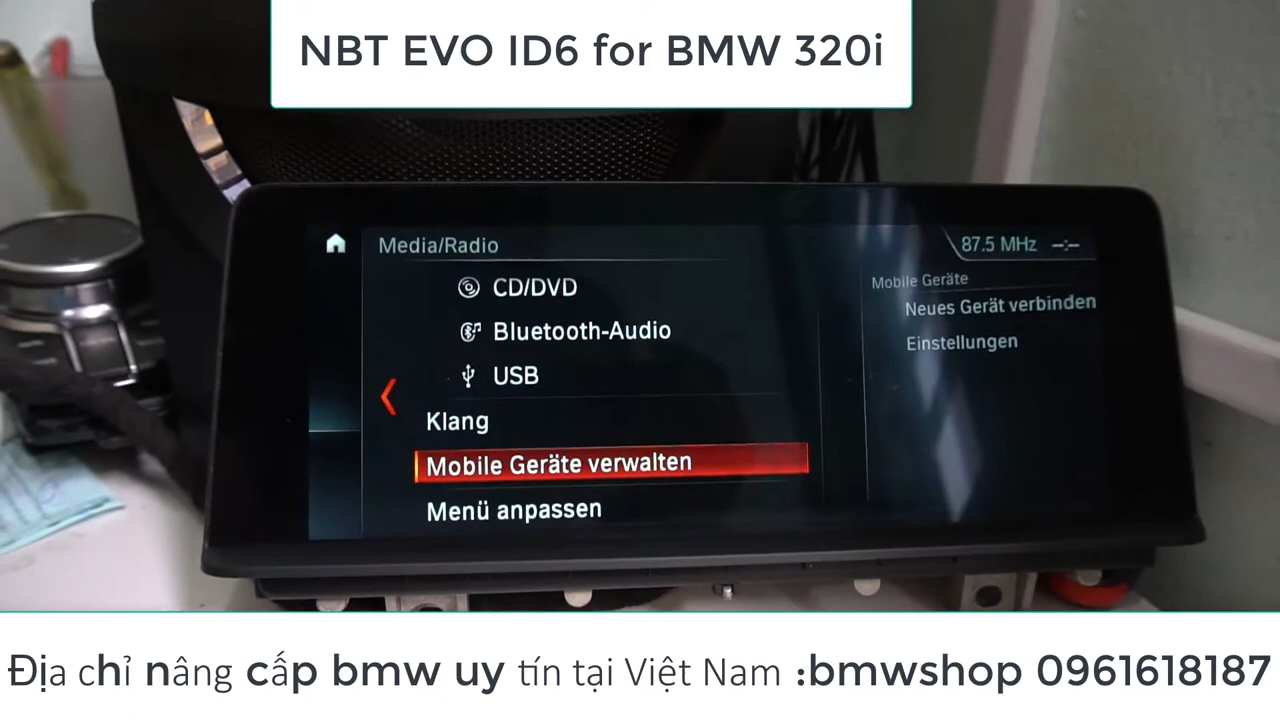 NBT EVO ID6 for BMW 320i
Media/Radio
87.5 MHz --:--
CD/DVD
Bluetooth-Audio
USB
Klang
Mobile Geräte verwalten
Menü anpassen
Mobile Geräte
Neues Gerät verbinden
Einstellungen
Địa chỉ nâng cấp bmw uy tín tại Việt Nam :bmwshop 0961618187